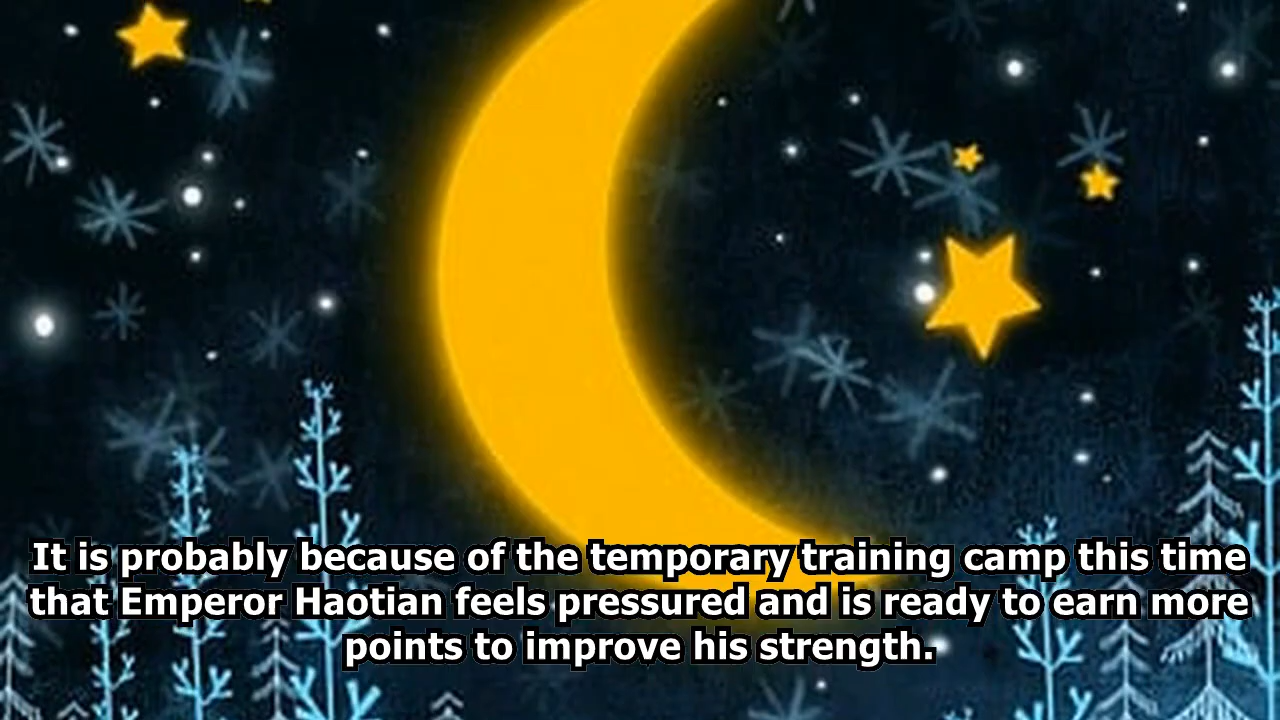 It is probably because of the temporary training camp this time
that Emperor Haotian feels pressured and is ready to earn more
points to improve his strength.